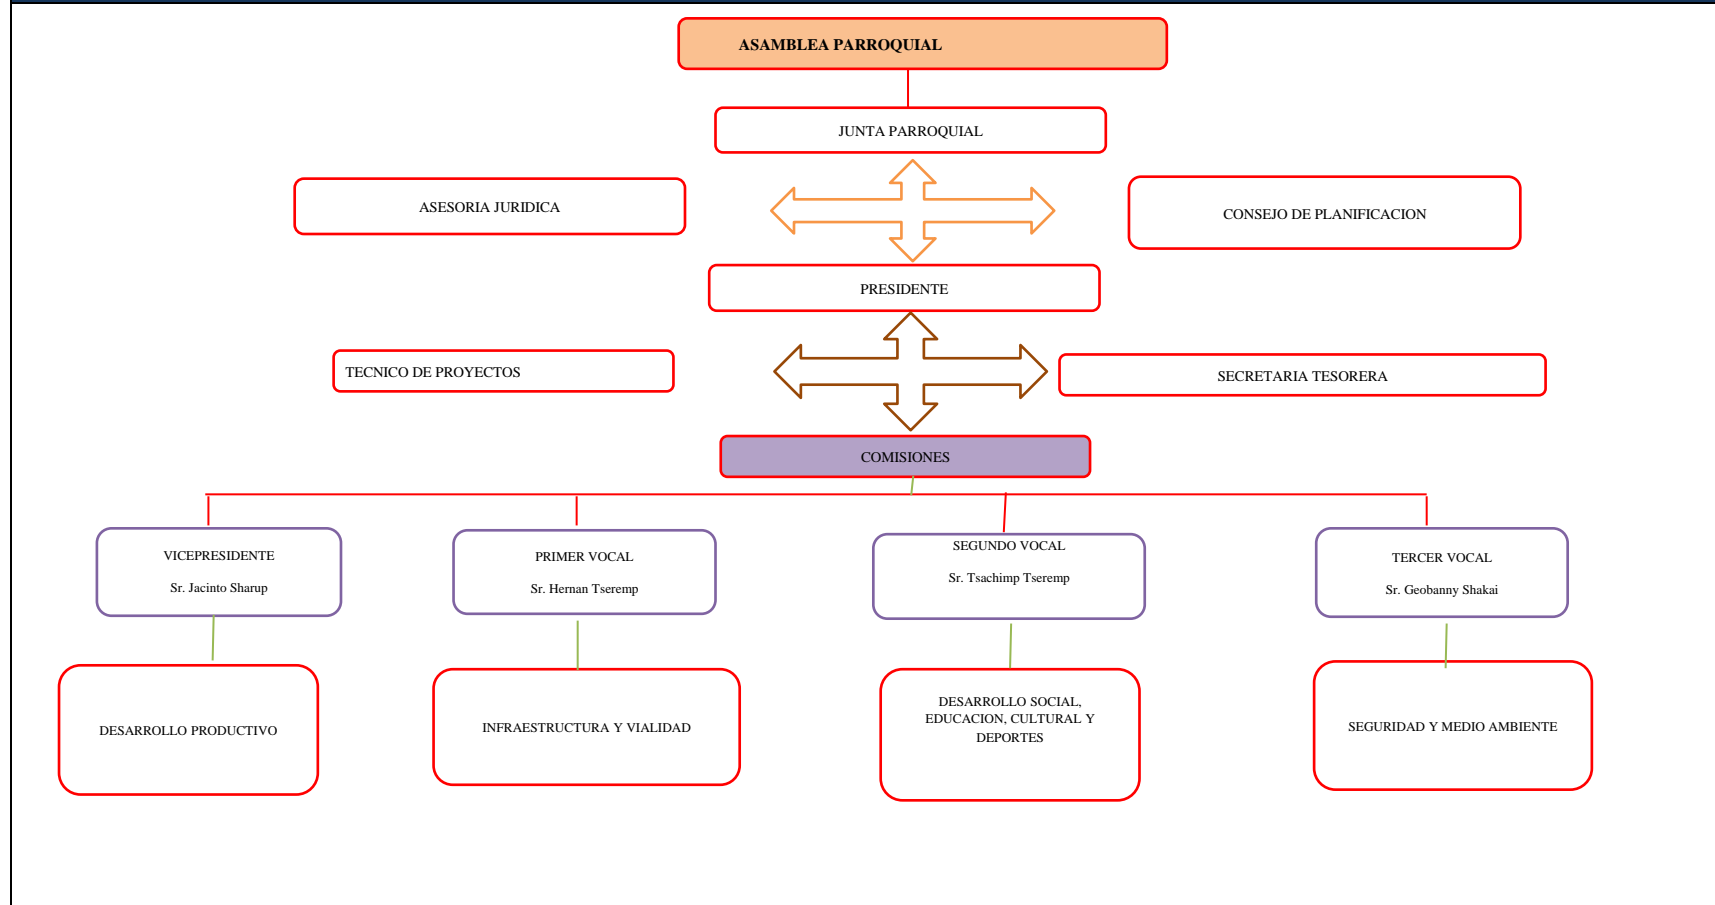 ASAMBLEA PARROQUIAL
JUNTA PARROQUIAL
ASESORIA JURIDICA
CONSEJO DE PLANIFICACION
PRESIDENTE
TECNICO DE PROYECTOS
SECRETARIA TESORERA
COMISIONES
VICEPRESIDENTE
Sr. Jacinto Sharup
PRIMER VOCAL
Sr. Hernan Tseremp
SEGUNDO VOCAL
Sr. Tsachimp Tseremp
TERCER VOCAL
Sr. Geobanny Shakai
DESARROLLO PRODUCTIVO
INFRAESTRUCTURA Y VIALIDAD
DESARROLLO SOCIAL,
EDUCACION, CULTURAL Y
DEPORTES
SEGURIDAD Y MEDIO AMBIENTE